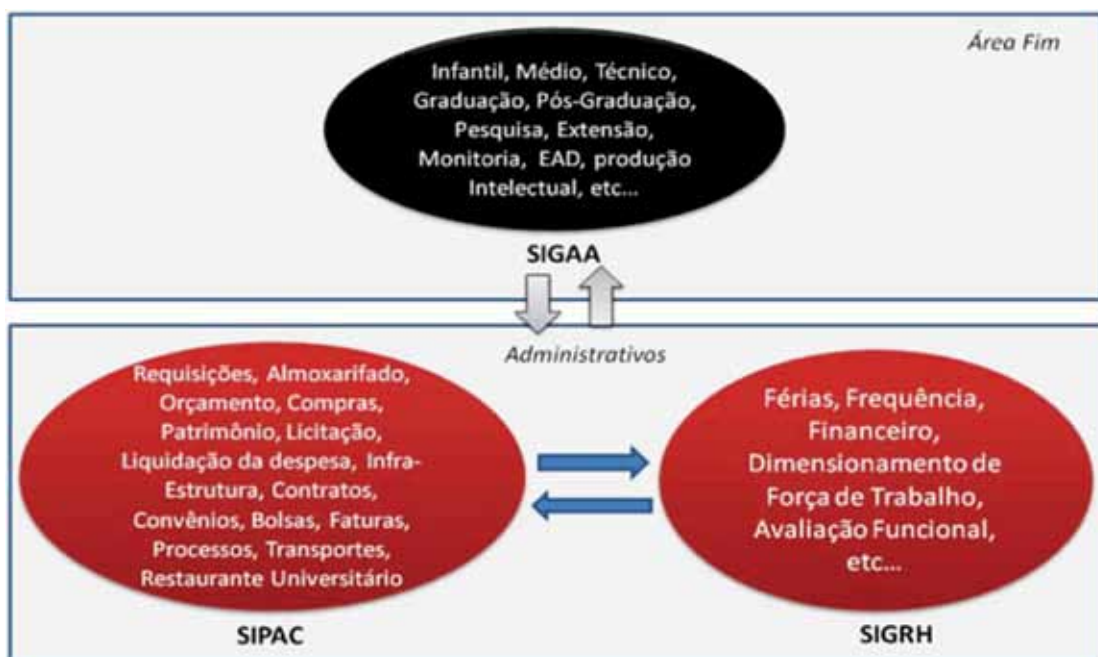 Área Fim
Infantil, Médio, Técnico,
Graduação, Pós-Graduação,
Pesquisa, Extensão,
Monitoria, EAD, produção
Intelectual, etc...
SIGAA
Administrativos
Requisições, Almoxarifado,
Orçamento, Compras,
Patrimônio, Licitação,
Liquidação da despesa, Infra-
Estrutura, Contratos,
Convênios, Bolsas, Faturas,
Processos, Transportes,
Restaurante Universitário
SIPAC
Férias, Frequência,
Financeiro,
Dimensionamento de
Força de Trabalho,
Avaliação Funcional,
etc...
SIGRH